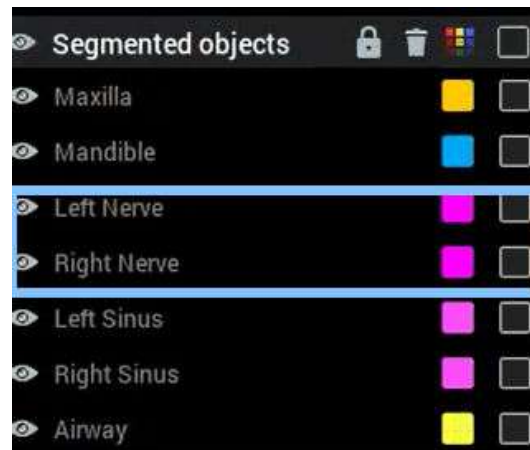 Segmented objects
Maxilla
Mandible
Left Nerve
Right Nerve
Left Sinus
Right Sinus
Airway